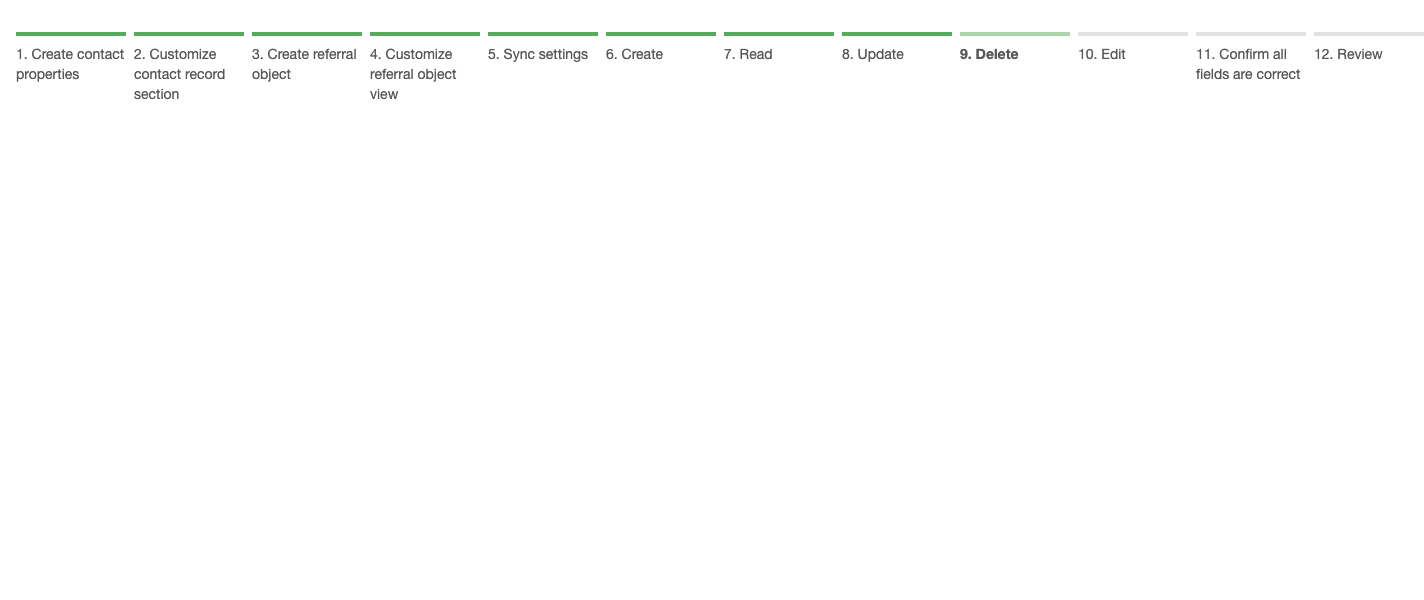 1. Create contact
properties
2. Customize
contact record
section
3. Create referral
object
4. Customize
referral object
view
5. Sync settings
6. Create
7. Read
8. Update
9. Delete
10. Edit
11. Confirm all
fields are correct
12. Review